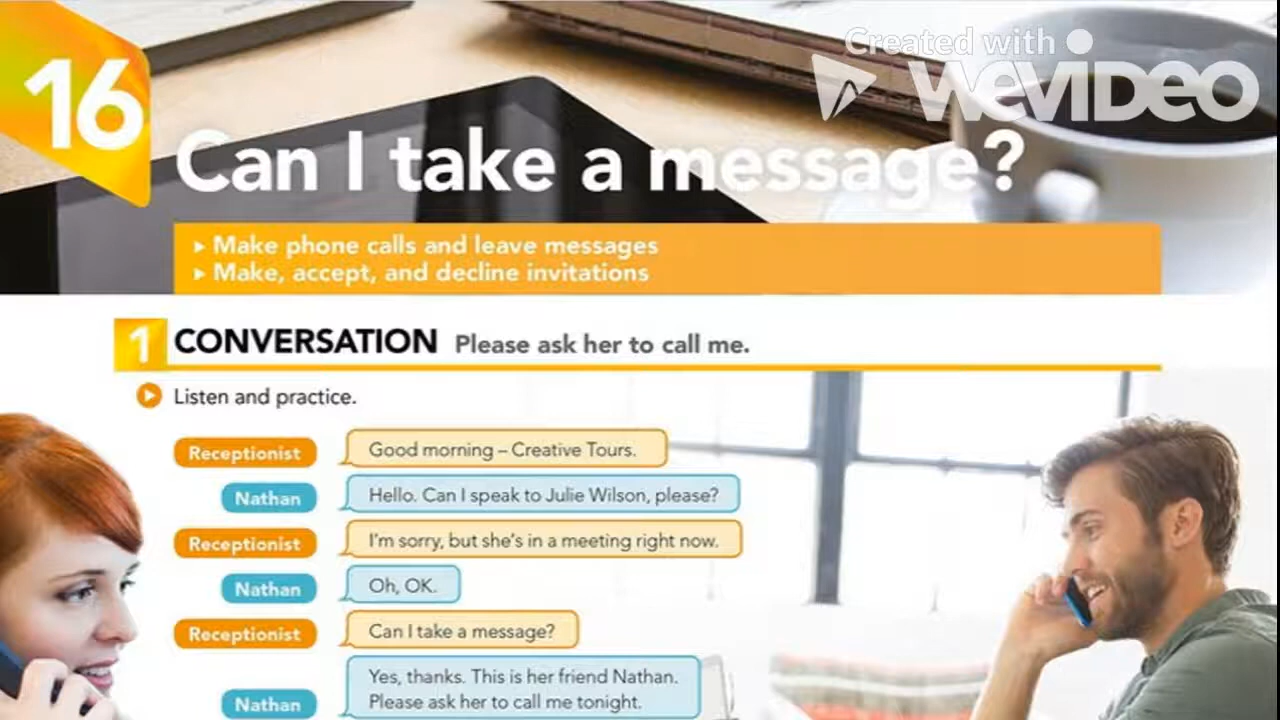 Created with
WEVIDEO
16
Can I take a message?
▸ Make phone calls and leave messages
▸ Make, accept, and decline invitations
1 CONVERSATION Please ask her to call me.
Listen and practice.
Receptionist Good morning – Creative Tours.
Nathan Hello. Can I speak to Julie Wilson, please?
Receptionist I'm sorry, but she's in a meeting right now.
Nathan Oh, OK.
Receptionist Can I take a message?
Nathan Yes, thanks. This is her friend Nathan.
Please ask her to call me tonight.